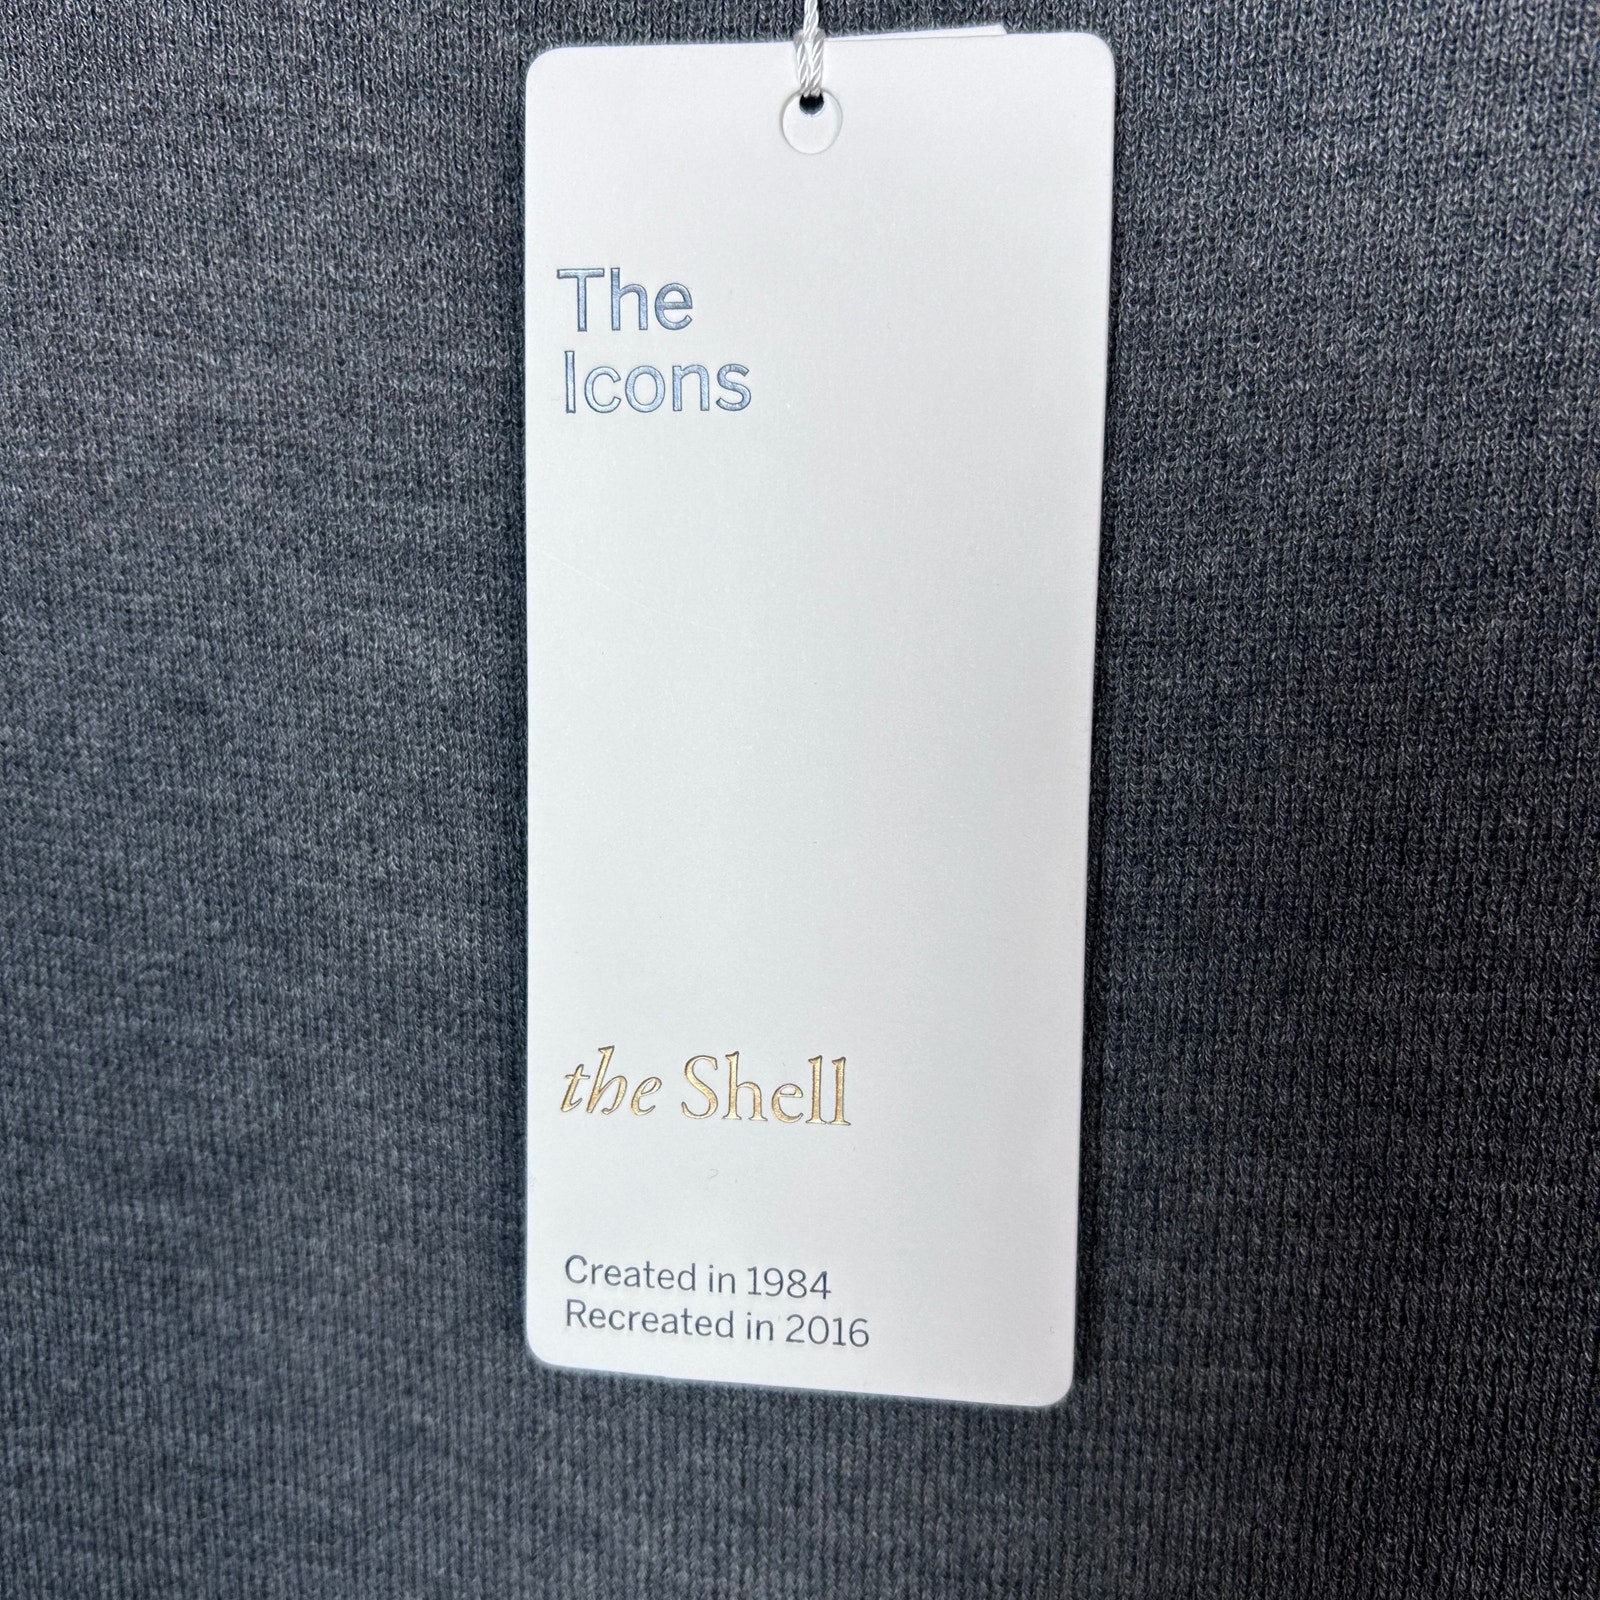 The
Icons
the Shell
Created in 1984
Recreated in 2016